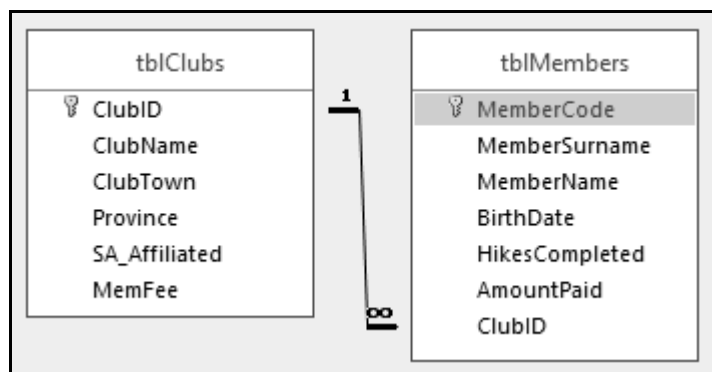 tblClubs
ClubID
ClubName
ClubTown
Province
SA_Affiliated
MemFee
1
∞
tblMembers
MemberCode
MemberSurname
MemberName
BirthDate
HikesCompleted
AmountPaid
ClubID